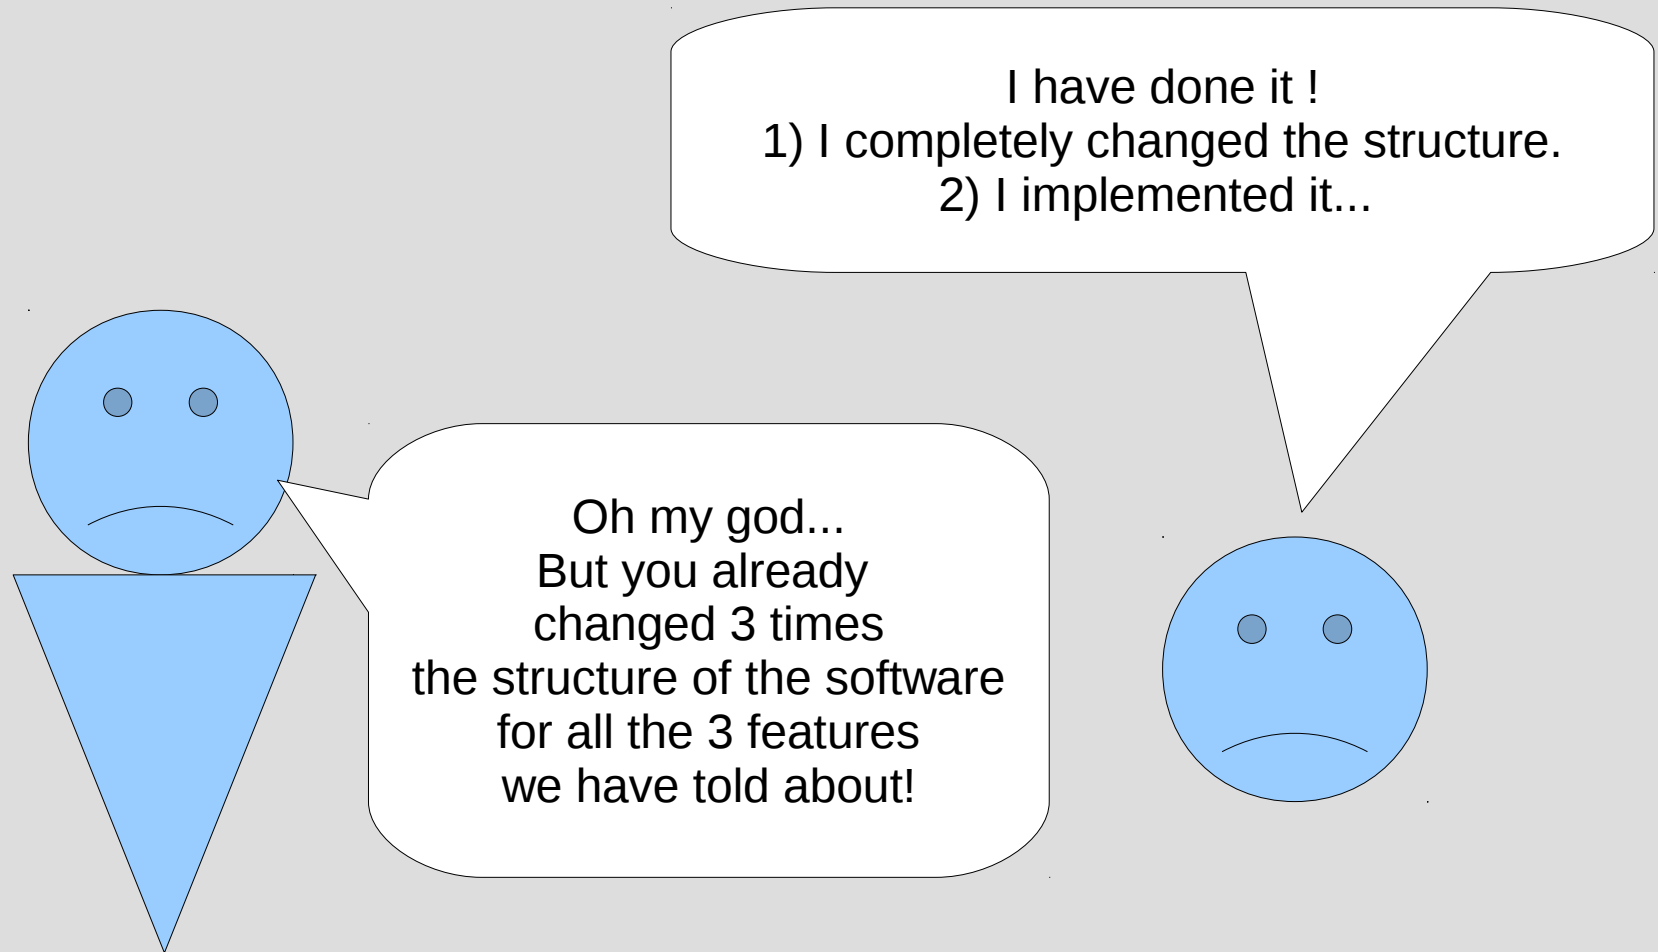 I have done it !
1) I completely changed the structure.
2) I implemented it...
Oh my god...
But you already
changed 3 times
the structure of the software
for all the 3 features
we have told about!